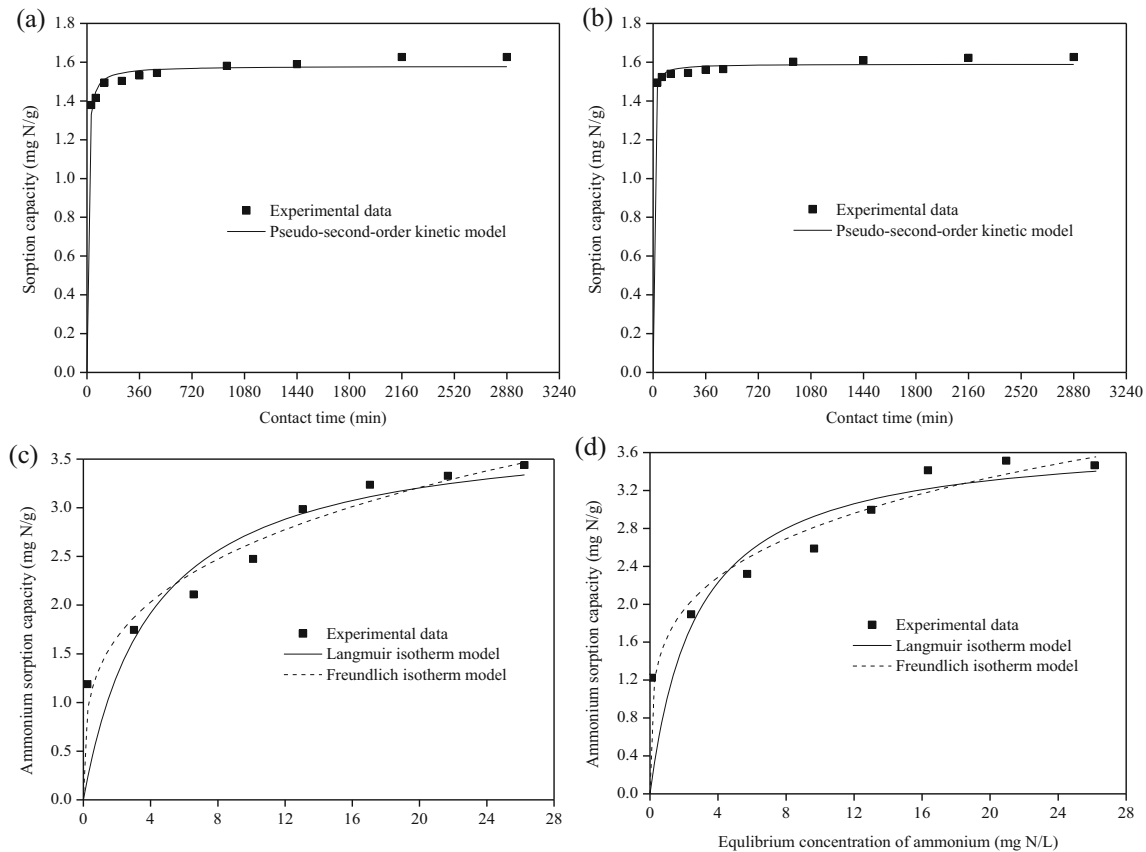 (a)
1.8
1.6
1.4
1.2
1.0
0.8
0.6
0.4
0.2
0.0
Sorption capacity (mg N/g)
Experimental data
Pseudo-second-order kinetic model
0 360 720 1080 1440 1800 2160 2520 2880 3240
Contact time (min)
(b)
1.8
1.6
1.4
1.2
1.0
0.8
0.6
0.4
0.2
0.0
Sorption capacity (mg N/g)
Experimental data
Pseudo-second-order kinetic model
0 360 720 1080 1440 1800 2160 2520 2880 3240
Contact time (min)
(c)
3.5
3.0
2.5
2.0
1.5
1.0
0.5
0.0
Ammonium sorption capacity (mg N/g)
Experimental data
Langmuir isotherm model
Freundlich isotherm model
0 4 8 12 16 20 24 28
(d)
3.6
3.2
2.8
2.4
2.0
1.6
1.2
0.8
0.4
0.0
Ammonium sorption capacity (mg N/g)
Experimental data
Langmuir isotherm model
Freundlich isotherm model
0 4 8 12 16 20 24 28
Equlibrium concentration of ammonium (mg N/L)